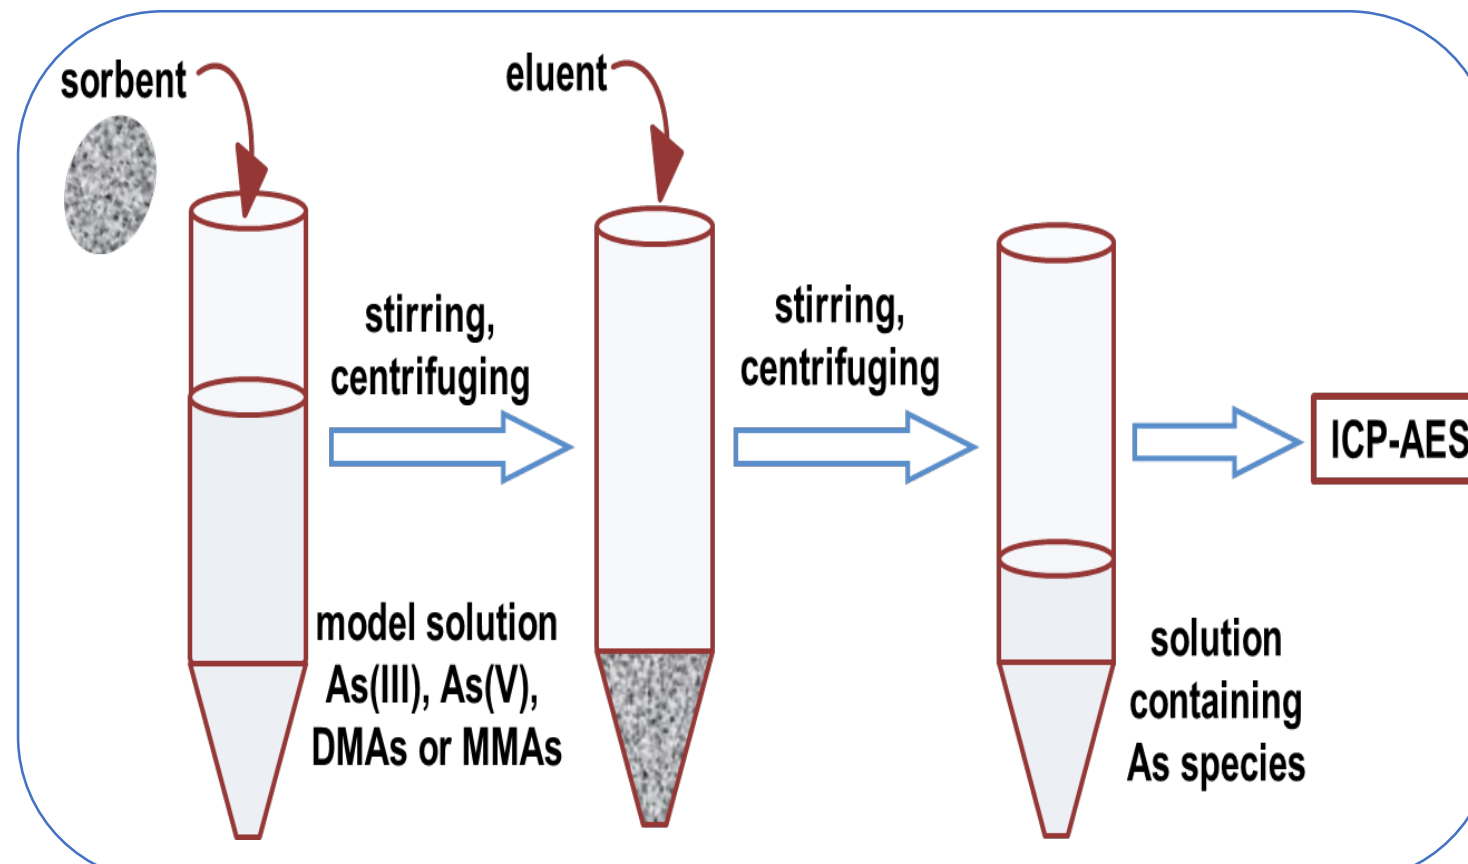 sorbent
eluent
stirring,
centrifuging
stirring,
centrifuging
ICP-AES
model solution
As(III), As(V),
DMAs or MMAs
solution
containing
As species